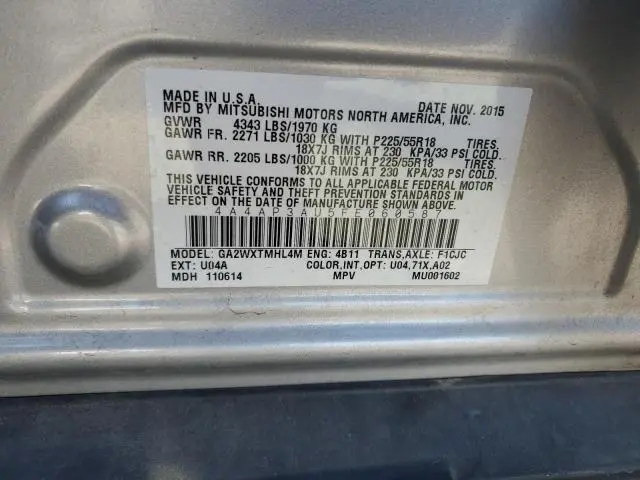 MADE IN U.S.A. DATE NOV. 2015
MFD BY MITSUBISHI MOTORS NORTH AMERICA, INC.
GVWR 4343 LBS/1970 KG
GAWR FR. 2271 LBS/1030 KG WITH P225/55R18 TIRES.
18X7J RIMS AT 230 KPA/33 PSI COLD.
GAWR RR. 2205 LBS/1000 KG WITH P225/55R18 TIRES.
18X7J RIMS AT 230 KPA/33 PSI COLD.
THIS VEHICLE CONFORMS TO ALL APPLICABLE FEDERAL MOTOR
VEHICLE SAFETY AND THEFT PREVENTION STANDARDS IN
EFFECT ON THE DATE OF MANUFACTURE SHOWN ABOVE.
4A4AP3AU5FE060587
MODEL: GA2WXTMHL4M ENG: 4B11 TRANS,AXLE: F1CJC
EXT: U04A COLOR,INT,OPT: U04,71X,A02
MDH 110614 MPV MU001602